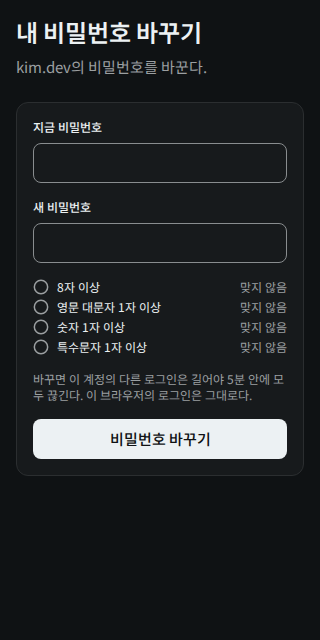 내 비밀번호 바꾸기
kim.dev의 비밀번호를 바꾼다.
지금 비밀번호
새 비밀번호
8자 이상 맞지 않음
영문 대문자 1자 이상 맞지 않음
숫자 1자 이상 맞지 않음
특수문자 1자 이상 맞지 않음
바꾸면 이 계정의 다른 로그인은 길어야 5분 안에 모
두 끊긴다. 이 브라우저의 로그인은 그대로다.
비밀번호 바꾸기